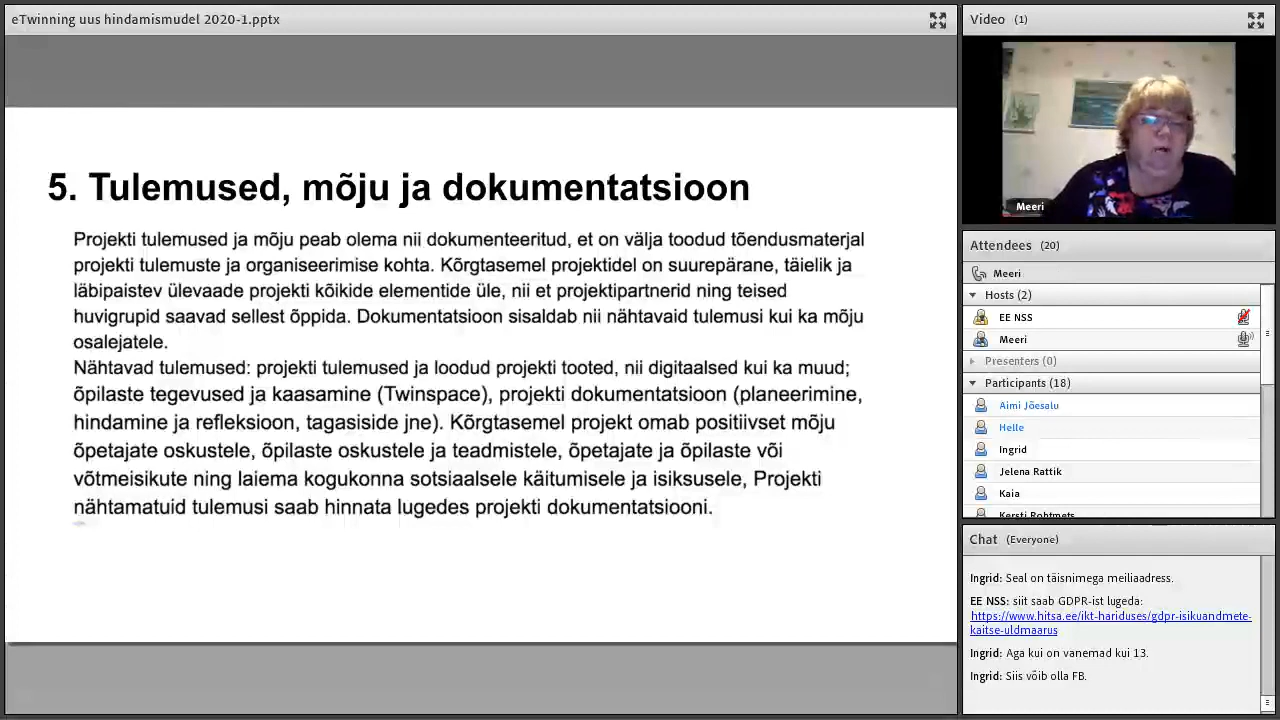 eTwinning uus hindamismudel 2020-1.pptx
5. Tulemused, mõju ja dokumentatsioon
Projekti tulemused ja mõju peab olema nii dokumenteeritud, et on välja toodud tõendusmaterjal
projekti tulemuste ja organiseerimise kohta. Kõrgtasemel projektidel on suurepärane, täielik ja
läbipaistev ülevaade projekti kõikide elementide üle, nii et projektipartnerid ning teised
huvigrupid saavad sellest õppida. Dokumentatsioon sisaldab nii nähtavaid tulemusi kui ka mõju
osalejatele.
Nähtavad tulemused: projekti tulemused ja loodud projekti tooted, nii digitaalsed kui ka muud;
õpilaste tegevused ja kaasamine (Twinspace), projekti dokumentatsioon (planeerimine,
hindamine ja refleksioon, tagasiside jne). Kõrgtasemel projekt omab positiivset mõju
õpetajate oskustele, õpilaste oskustele ja teadmistele, õpetajate ja õpilaste või
võtmeisikute ning laiema kogukonna sotsiaalsele käitumisele ja isiksusele, Projekti
nähtamatuid tulemusi saab hinnata lugedes projekti dokumentatsiooni.
Video (1)
Meeri
Attendees (20)
Meeri
Hosts (2)
EE NSS
Meeri
Presenters (0)
Participants (18)
Aimi Jõesalu
Helle
Ingrid
Jelena Rattik
Kaia
Kersti Rohtmets
Chat (Everyone)
Ingrid: Seal on täisnimega meiliaadress.
EE NSS: siit saab GDPR-ist lugeda:
https://www.hitsa.ee/ikt-hariduses/gdpr-isikuandmete-
kaitse-uldmaarus
Ingrid: Aga kui on vanemad kui 13.
Ingrid: Siis võib olla FB.